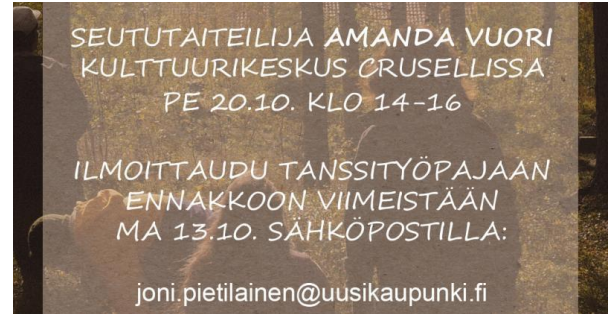 SEUTUTAITEILIJA AMANDA VUORI
KULTTUURIKESKUS CRUSELLISSA
PE 20.10. KLO 14-16
ILMOITTAUDU TANSSITYÖPAJAAN
ENNAKKOON VIIMEISTÄÄN
MA 13.10. SÄHKÖPOSTILLA:
joni.pietilainen@uusikaupunki.fi